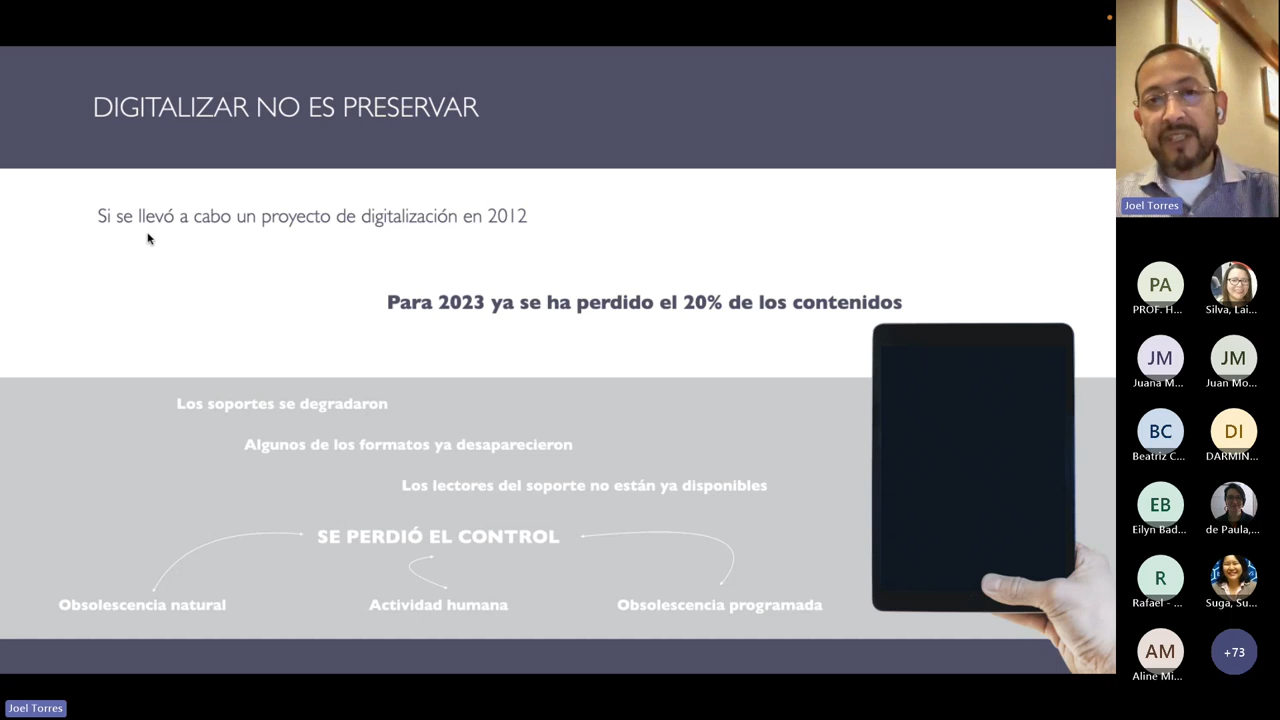 DIGITALIZAR NO ES PRESERVAR
Si se llevó a cabo un proyecto de digitalización en 2012
Para 2023 ya se ha perdido el 20% de los contenidos
Los soportes se degradaron
Algunos de los formatos ya desaparecieron
Los lectores del soporte no están ya disponibles
SE PERDIÓ EL CONTROL
Obsolescencia natural
Actividad humana
Obsolescencia programada
Joel Torres
PA
PROF. H...
Silva, Lai...
JM
Juana M...
JM
Juan Mo...
BC
Beatriz C...
DI
DARMIN...
EB
Eilyn Bad...
de Paula,...
R
Rafael - ...
Suga, Su...
AM
Aline Mi...
+73
Joel Torres